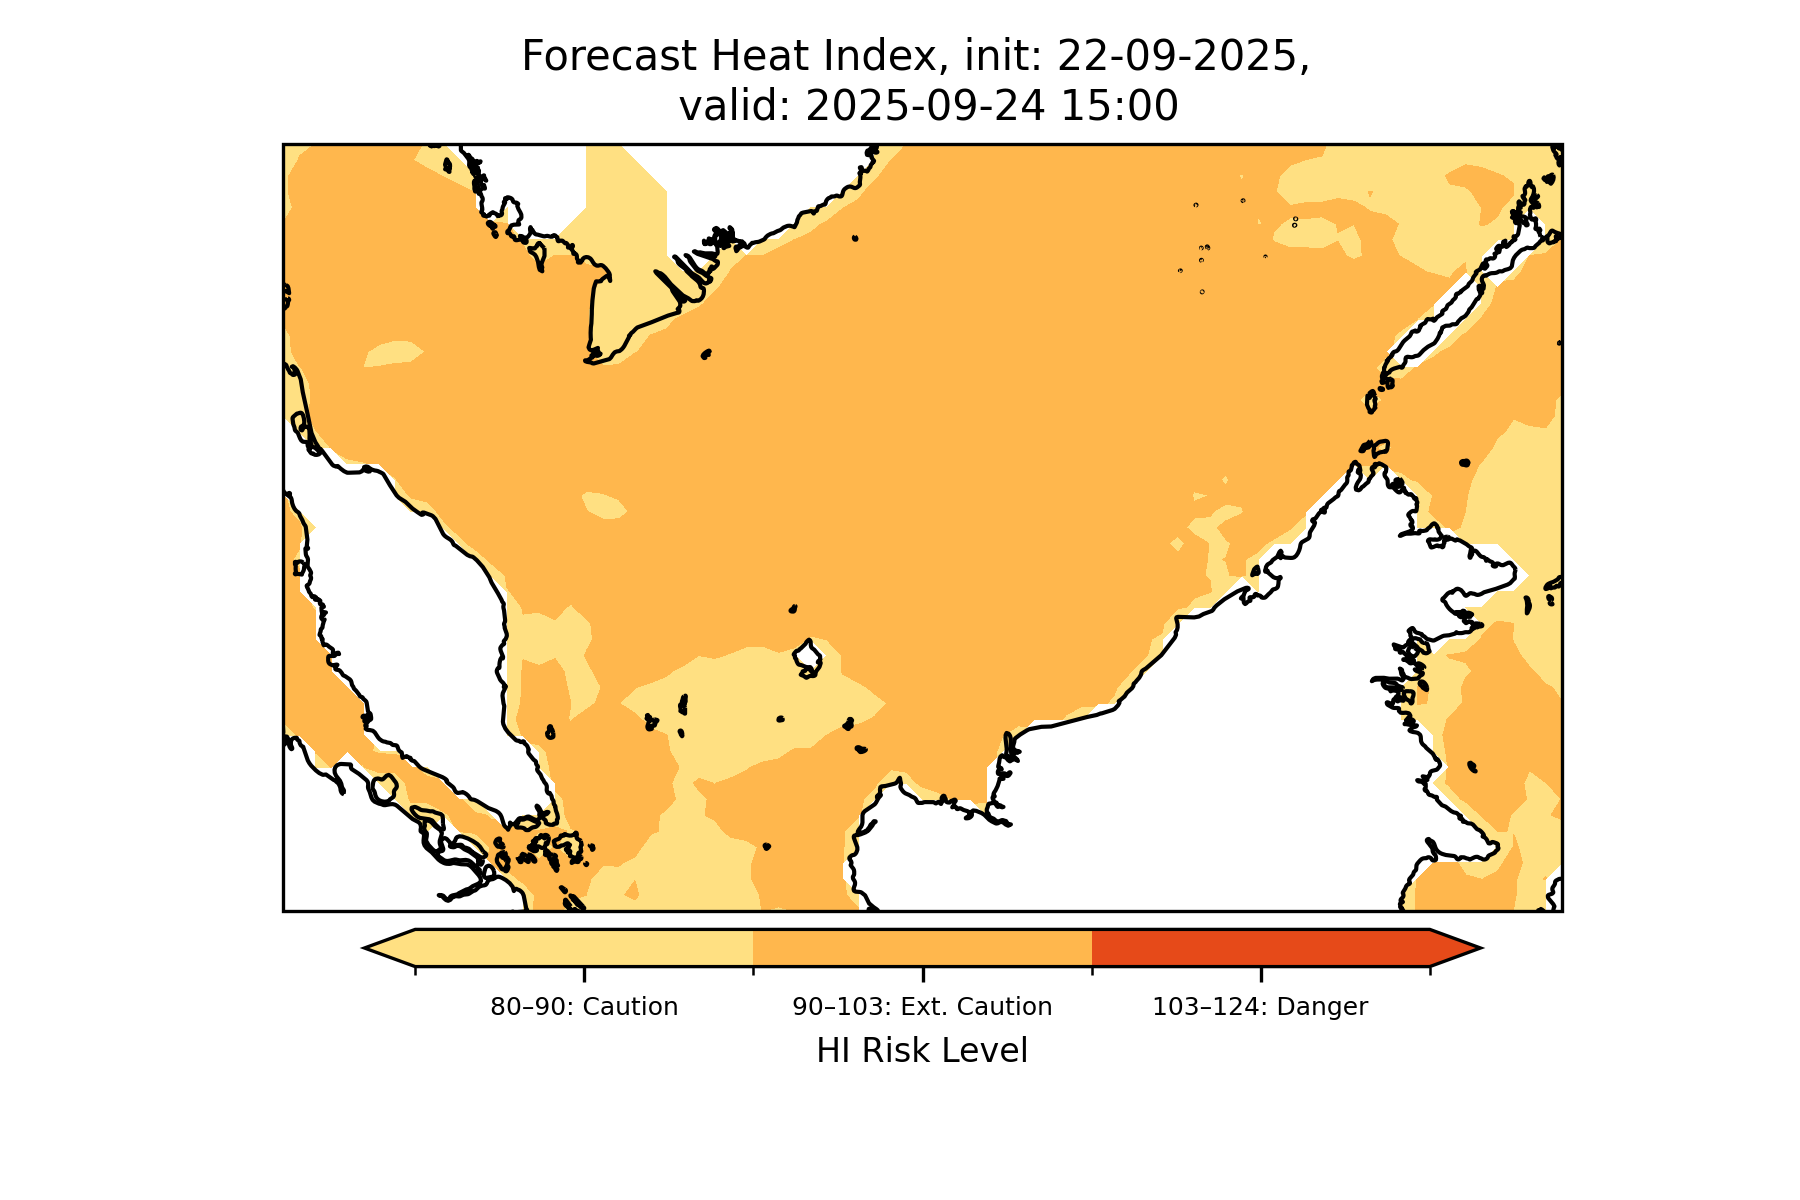 Forecast Heat Index, init: 22-09-2025,
valid: 2025-09-24 15:00
80–90: Caution
90–103: Ext. Caution
103–124: Danger
HI Risk Level